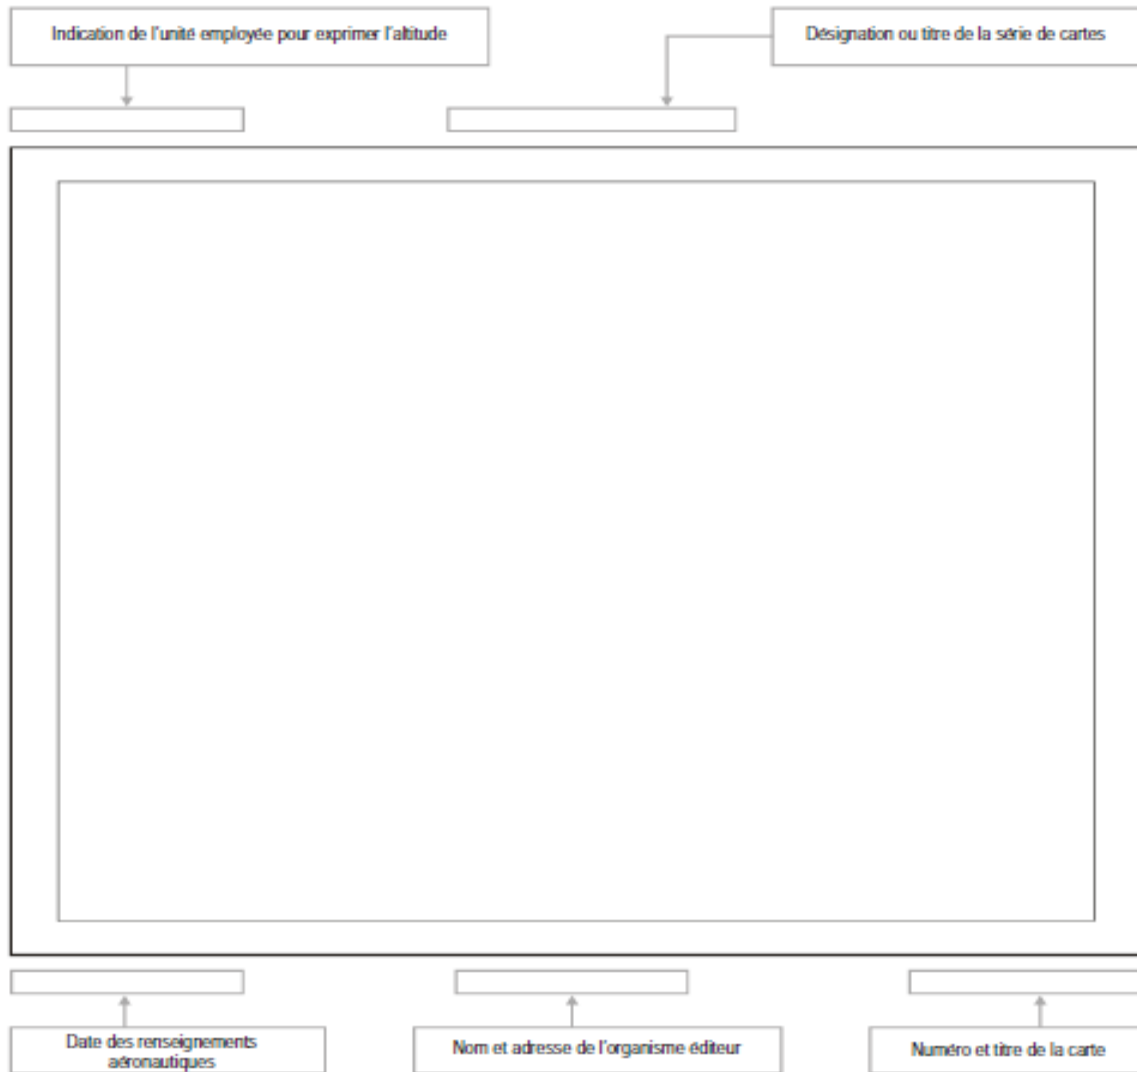 Indication de l'unité employée pour exprimer l'altitude
Désignation ou titre de la série de cartes
Date des renseignements
aéronautiques
Nom et adresse de l'organisme éditeur
Numéro et titre de la carte